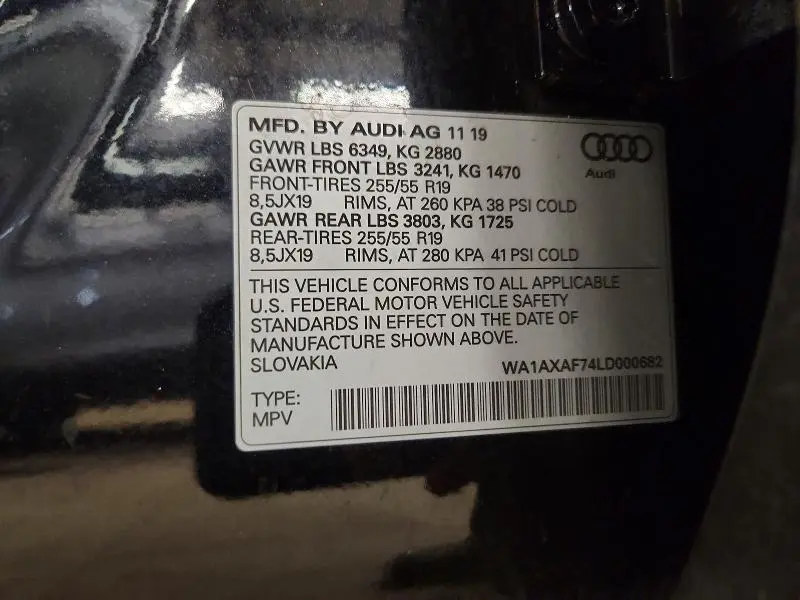 MFD. BY AUDI AG 11 19
GVWR LBS 6349, KG 2880
GAWR FRONT LBS 3241, KG 1470
FRONT-TIRES 255/55 R19
8,5JX19 RIMS, AT 260 KPA 38 PSI COLD
GAWR REAR LBS 3803, KG 1725
REAR-TIRES 255/55 R19
8,5JX19 RIMS, AT 280 KPA 41 PSI COLD
Audi
THIS VEHICLE CONFORMS TO ALL APPLICABLE
U.S. FEDERAL MOTOR VEHICLE SAFETY
STANDARDS IN EFFECT ON THE DATE OF
MANUFACTURE SHOWN ABOVE.
SLOVAKIA WA1AXAF74LD000682
TYPE:
MPV